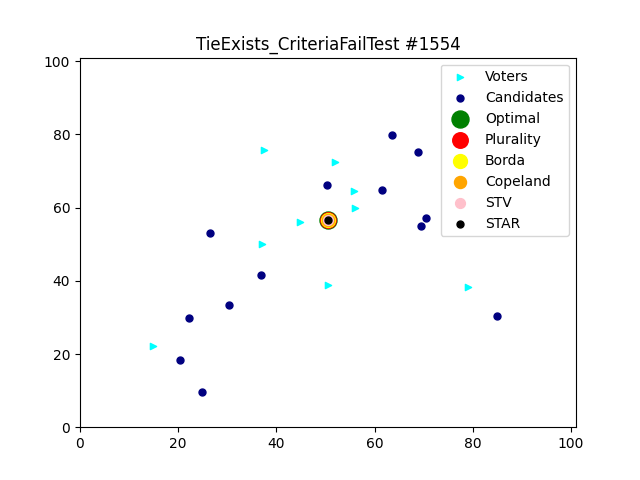 TieExists_CriteriaFailTest #1554
100
80
60
40
20
0
0
20
40
60
80
100
Voters
Candidates
Optimal
Plurality
Borda
Copeland
STV
STAR